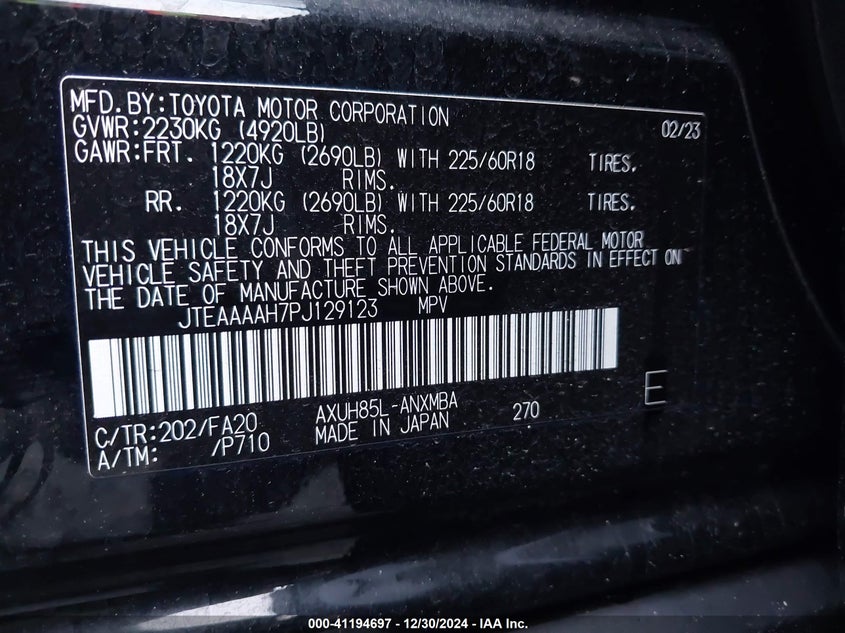 MFD.BY:TOYOTA MOTOR CORPORATION 02/23
GVWR:2230KG (4920LB)
GAWR:FRT. 1220KG (2690LB) WITH 225/60R18 TIRES.
18X7J RIMS.
RR. 1220KG (2690LB) WITH 225/60R18 TIRES.
18X7J RIMS.
THIS VEHICLE CONFORMS TO ALL APPLICABLE FEDERAL MOTOR
VEHICLE SAFETY AND THEFT PREVENTION STANDARDS IN EFFECT ON
THE DATE OF MANUFACTURE SHOWN ABOVE.
JTEAAAAH7PJ129123 MPV
C/TR:202/FA20 AXUH85L-ANXMBA 270 E
A/TM: /P710 MADE IN JAPAN
000-41194697 - 12/30/2024 - IAA Inc.